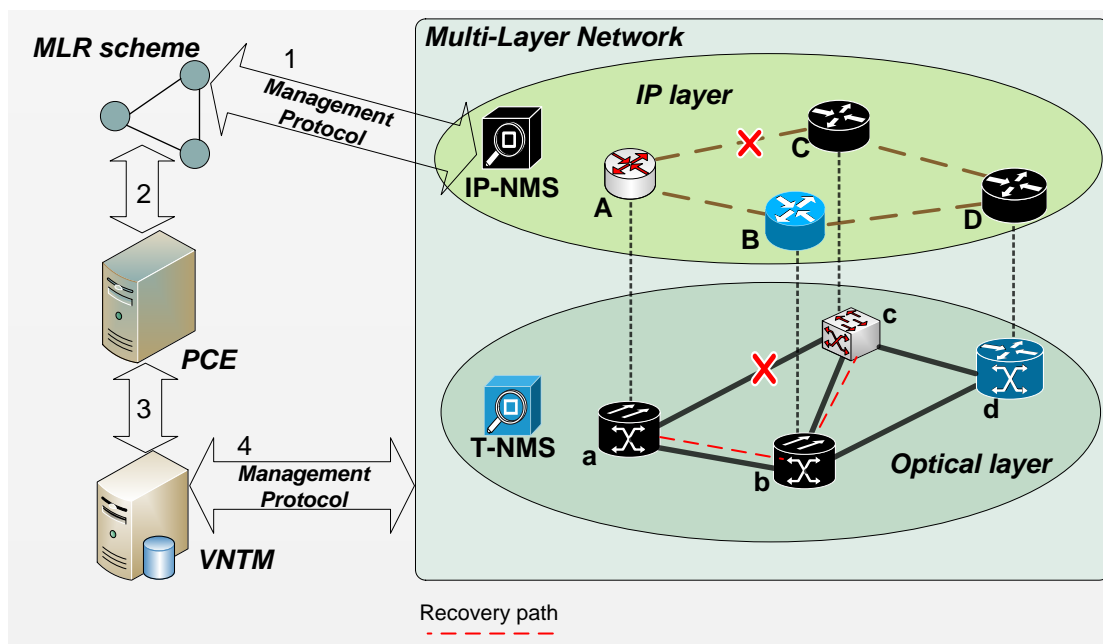 MLR scheme
1
Management
Protocol
2
PCE
3
VNTM
4
Management
Protocol
Multi-Layer Network
IP layer
IP-NMS
A
B
C
D
T-NMS
a
b
c
d
Optical layer
Recovery path